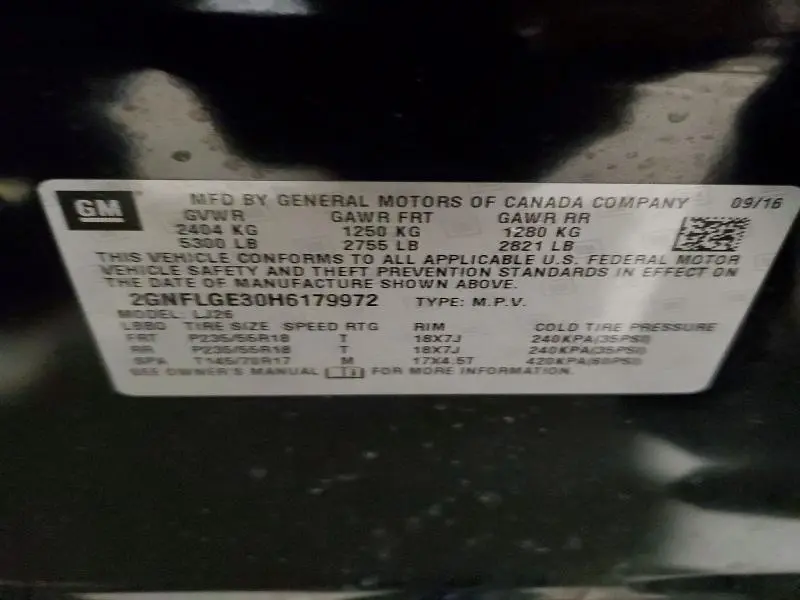 GM MFD BY GENERAL MOTORS OF CANADA COMPANY 09/16
GVWR GAWR FRT GAWR RR
2404 KG 1250 KG 1280 KG
5300 LB 2755 LB 2821 LB
THIS VEHICLE CONFORMS TO ALL APPLICABLE U.S. FEDERAL MOTOR
VEHICLE SAFETY AND THEFT PREVENTION STANDARDS IN EFFECT ON
THE DATE OF MANUFACTURE SHOWN ABOVE.
2GNFLGE30H6179972 TYPE: M.P.V.
MODEL: LJ26
TIRE SIZE SPEED RTG RIM COLD TIRE PRESSURE
FRT P235/55R18 T 18X7J 240KPA(35PSI)
RR P235/55R18 T 18X7J 240KPA(35PSI)
SPA T145/70R17 M 17X4.5T 420KPA(60PSI)
SEE OWNER'S MANUAL FOR MORE INFORMATION.